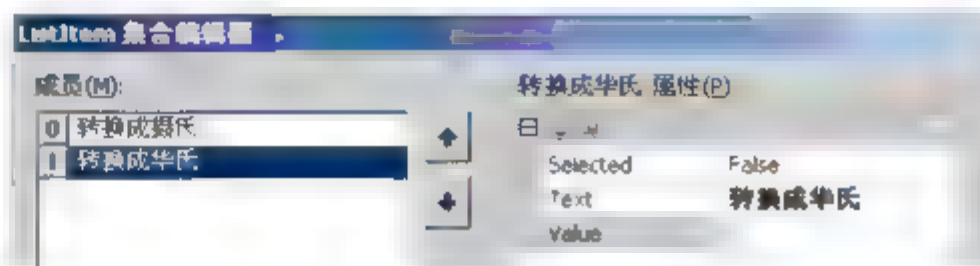 ListItem 集合编辑器
成员(M):
0 转换成摄氏
1 转换成华氏
转换成华氏 属性(P)
Selected False
Text 转换成华氏
Value